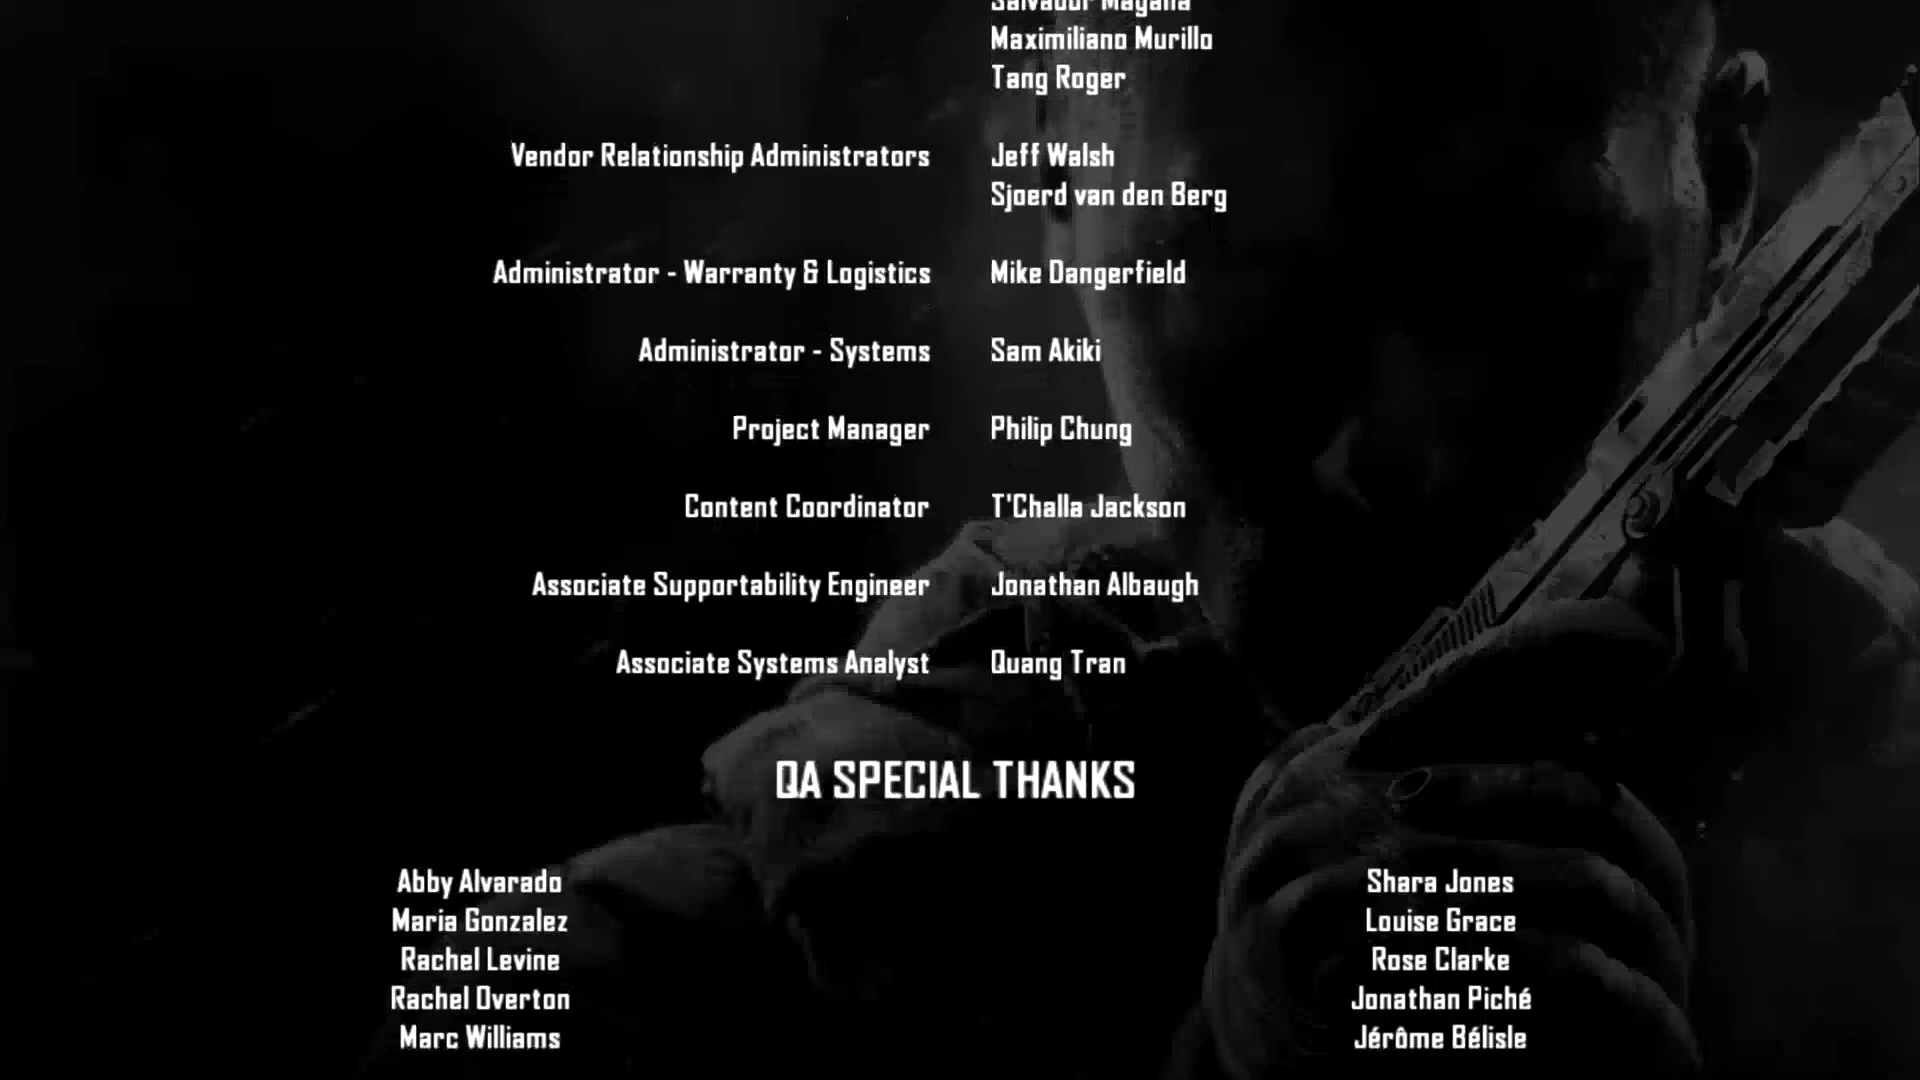 Salvador Magana
Maximiliano Murillo
Tang Roger
Vendor Relationship Administrators Jeff Walsh
Sjoerd van den Berg
Administrator - Warranty & Logistics Mike Dangerfield
Administrator - Systems Sam Akiki
Project Manager Philip Chung
Content Coordinator T'Challa Jackson
Associate Supportability Engineer Jonathan Albaugh
Associate Systems Analyst Quang Tran
QA SPECIAL THANKS
Abby Alvarado
Maria Gonzalez
Rachel Levine
Rachel Overton
Marc Williams
Shara Jones
Louise Grace
Rose Clarke
Jonathan Piché
Jérôme Bélisle